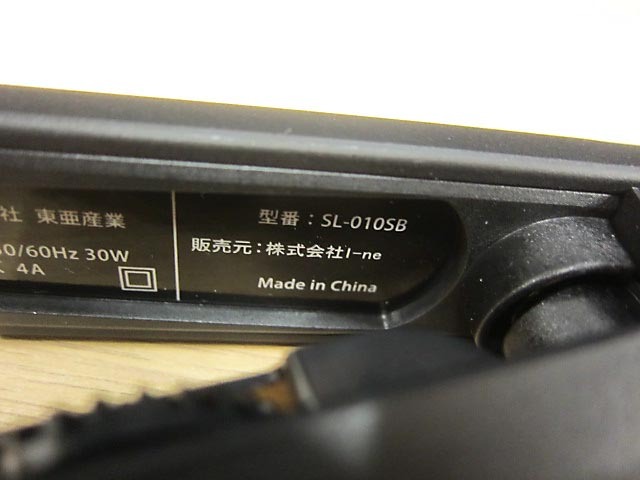 社 東亜産業
60/60Hz 30W
4A
型番：SL-010SB
販売元：株式会社I-ne
Made in China